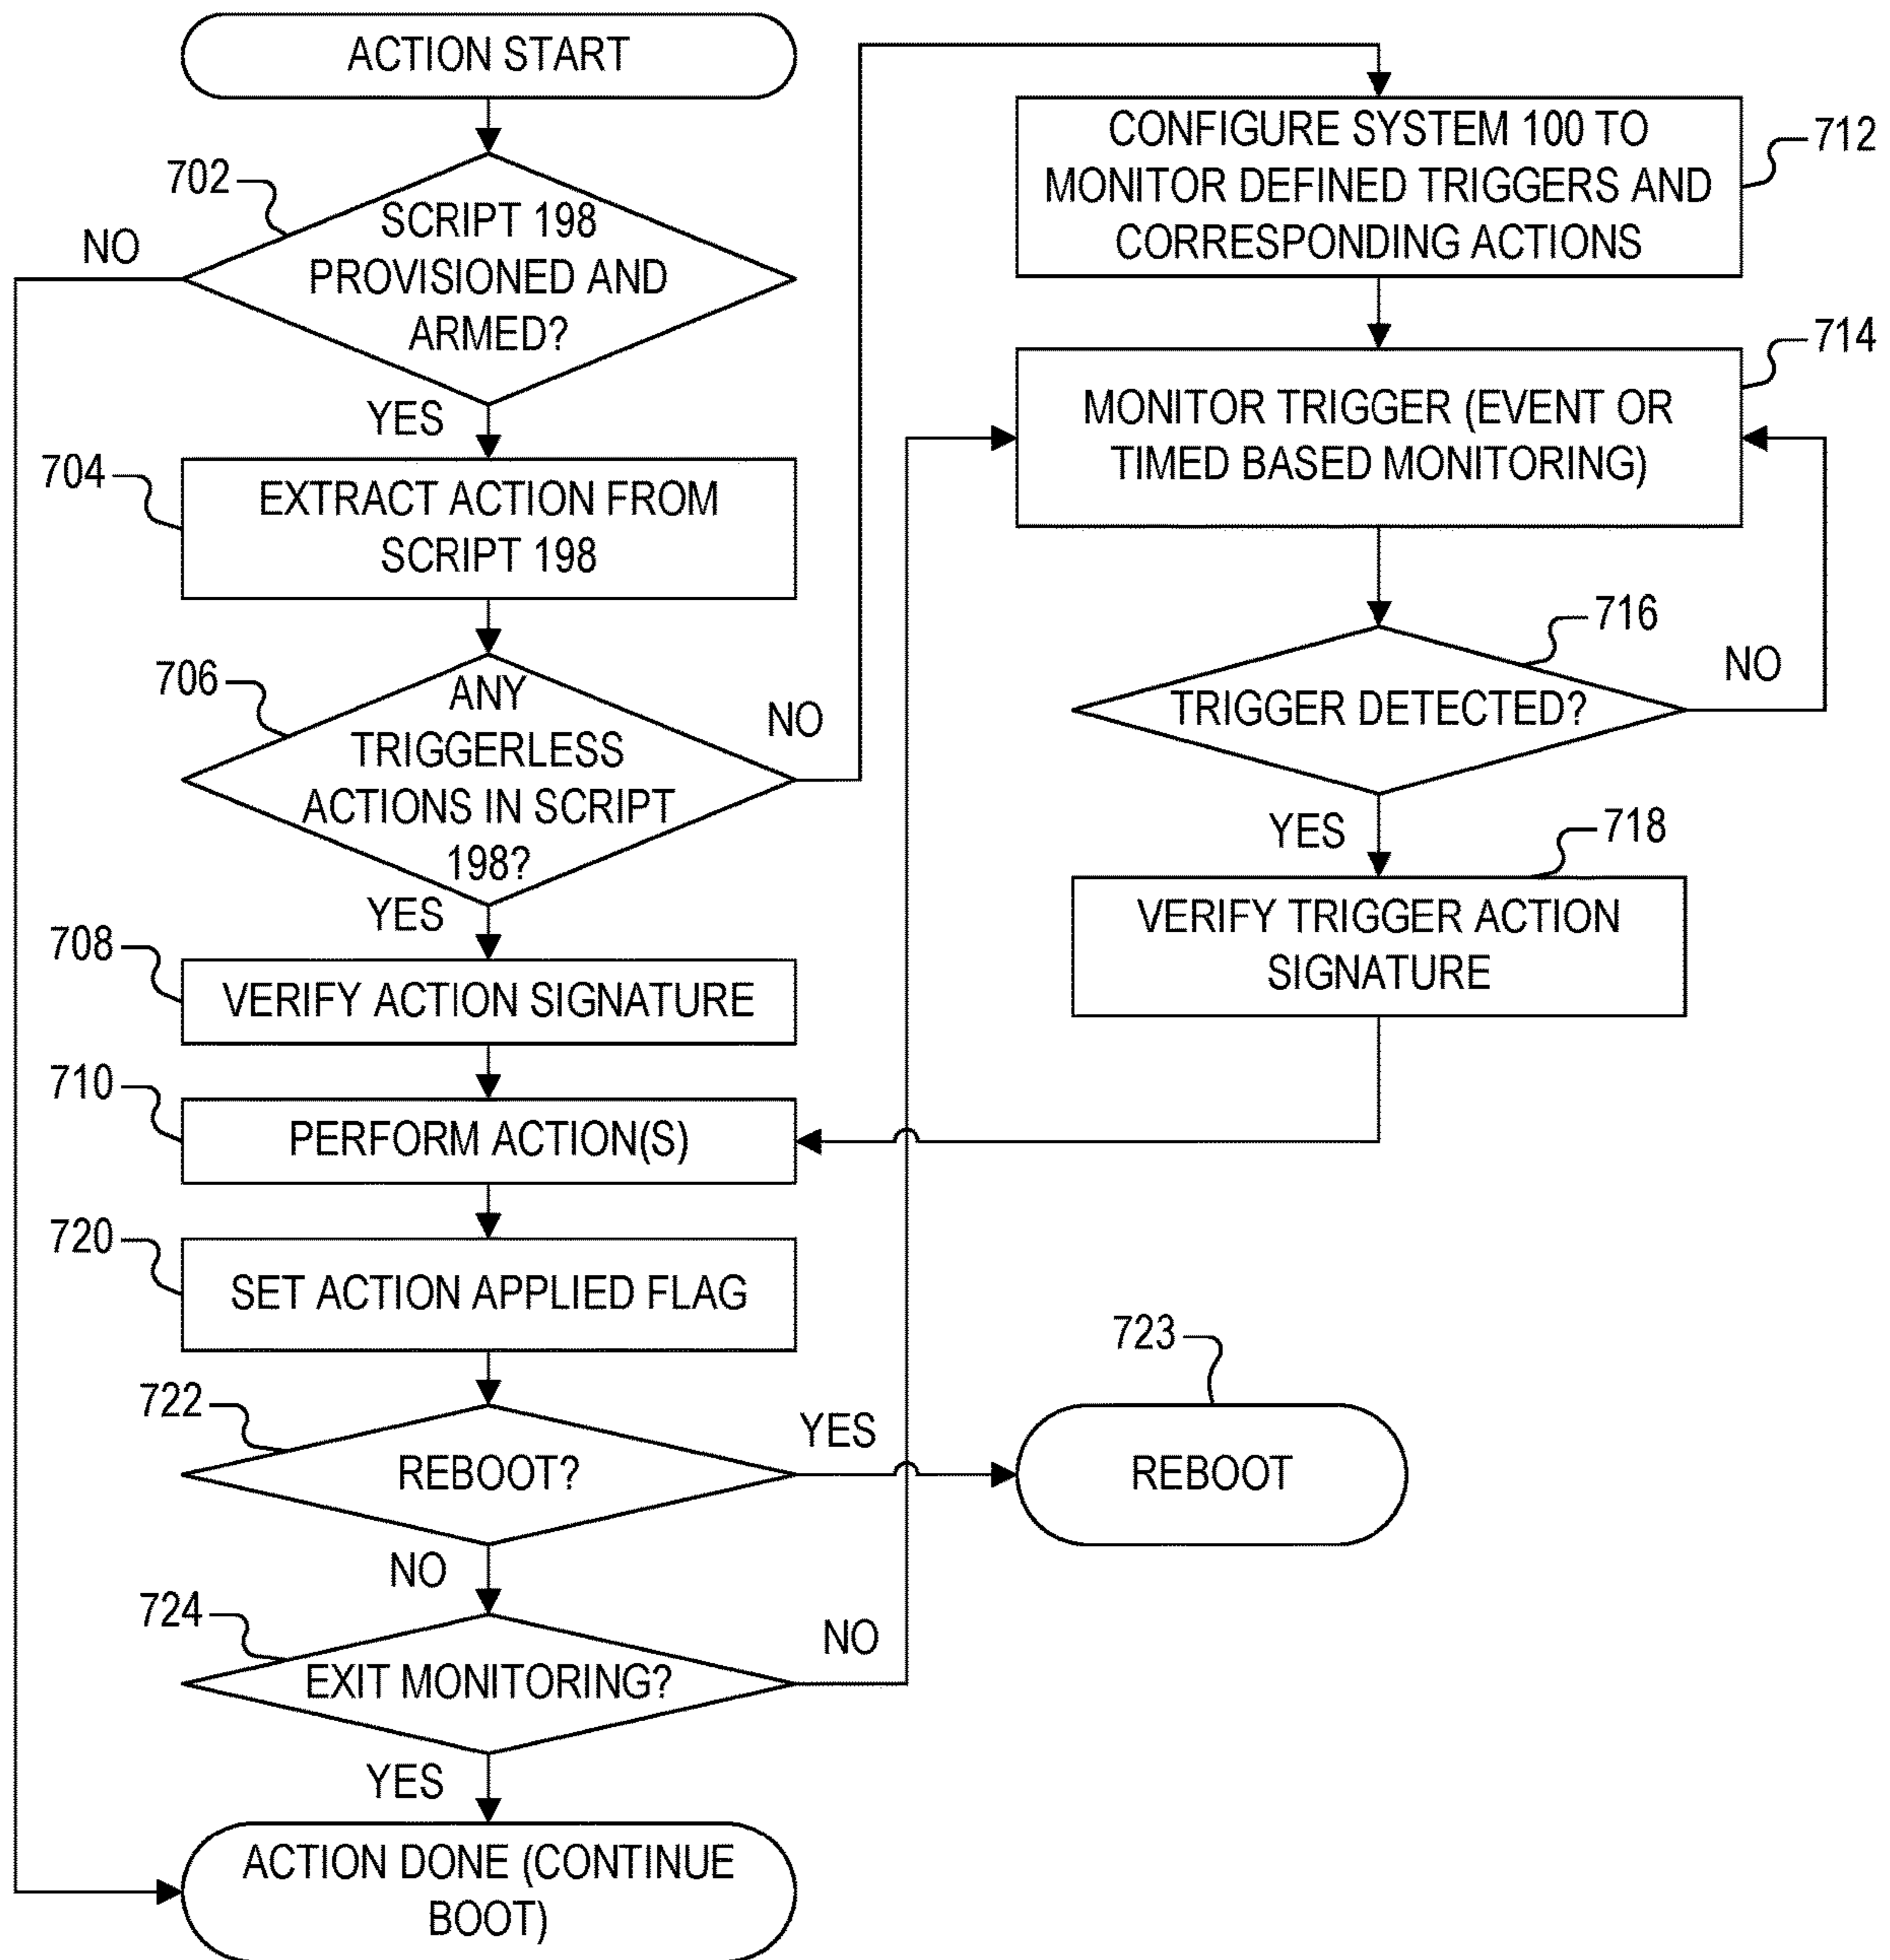 ACTION START
702
SCRIPT 198
PROVISIONED AND
ARMED?
NO
YES
704
EXTRACT ACTION FROM
SCRIPT 198
706
ANY
TRIGGERLESS
ACTIONS IN SCRIPT
198?
NO
YES
708
VERIFY ACTION SIGNATURE
710
PERFORM ACTION(S)
720
SET ACTION APPLIED FLAG
722
REBOOT?
YES
NO
724
EXIT MONITORING?
NO
YES
ACTION DONE (CONTINUE
BOOT)
CONFIGURE SYSTEM 100 TO
MONITOR DEFINED TRIGGERS AND
CORRESPONDING ACTIONS
712
MONITOR TRIGGER (EVENT OR
TIMED BASED MONITORING)
714
716
TRIGGER DETECTED?
NO
YES
718
VERIFY TRIGGER ACTION
SIGNATURE
723
REBOOT